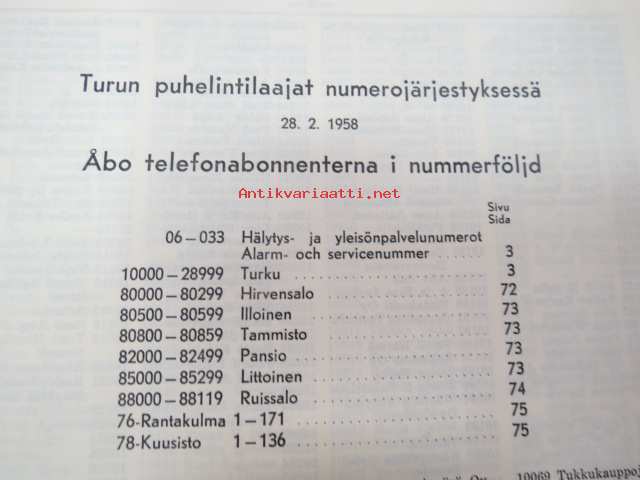 Turun puhelintilaajat numerojärjestyksessä
28. 2. 1958
Åbo telefonabonnenterna i nummerföljd
Antikvariaatti.net
Sivu
Sida
06—033 Hälytys- ja yleisönpalvelunumerot
Alarm- och servicenummer ...... 3
10000—28999 Turku ...... 3
80000—80299 Hirvensalo ...... 72
80500—80599 Illoinen ...... 73
80800—80859 Tammisto ...... 73
82000—82499 Pansio ...... 73
85000—85299 Littoinen ...... 73
88000—88119 Ruissalo ...... 74
76-Rantakulma 1—171 ...... 75
78-Kuusisto 1—136 ...... 75
Oy 10069 Tukkukauppoj